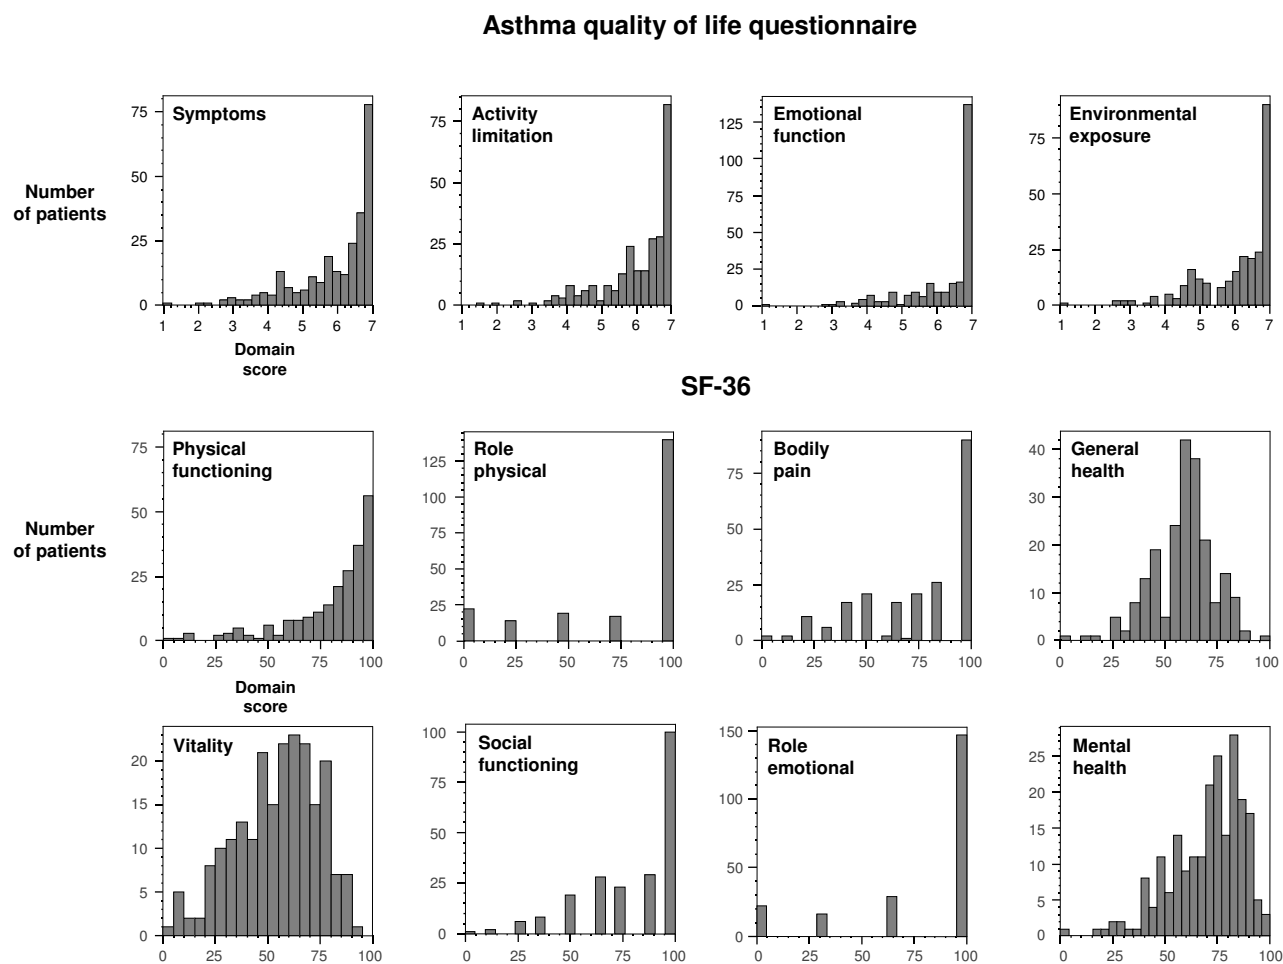 Asthma quality of life questionnaire
Number
of patients
Symptoms
75
50
25
0
1 2 3 4 5 6 7
Domain
score
Activity
limitation
75
50
25
0
1 2 3 4 5 6 7
Emotional
function
125
100
75
50
25
0
1 2 3 4 5 6 7
Environmental
exposure
75
50
25
0
1 2 3 4 5 6 7
SF-36
Number
of patients
Physical
functioning
75
50
25
0
0 25 50 75 100
Domain
score
Role
physical
125
100
75
50
25
0
0 25 50 75 100
Bodily
pain
75
50
25
0
0 25 50 75 100
General
health
40
30
20
10
0
0 25 50 75 100
Vitality
20
15
10
5
0
0 25 50 75 100
Social
functioning
100
75
50
25
0
0 25 50 75 100
Role
emotional
150
100
50
0
0 25 50 75 100
Mental
health
25
20
15
10
5
0
0 25 50 75 100